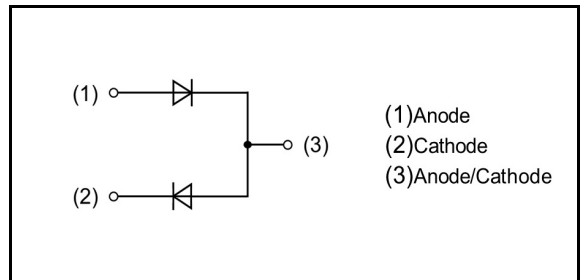 (1)
(2)
(3)
(1)Anode
(2)Cathode
(3)Anode/Cathode